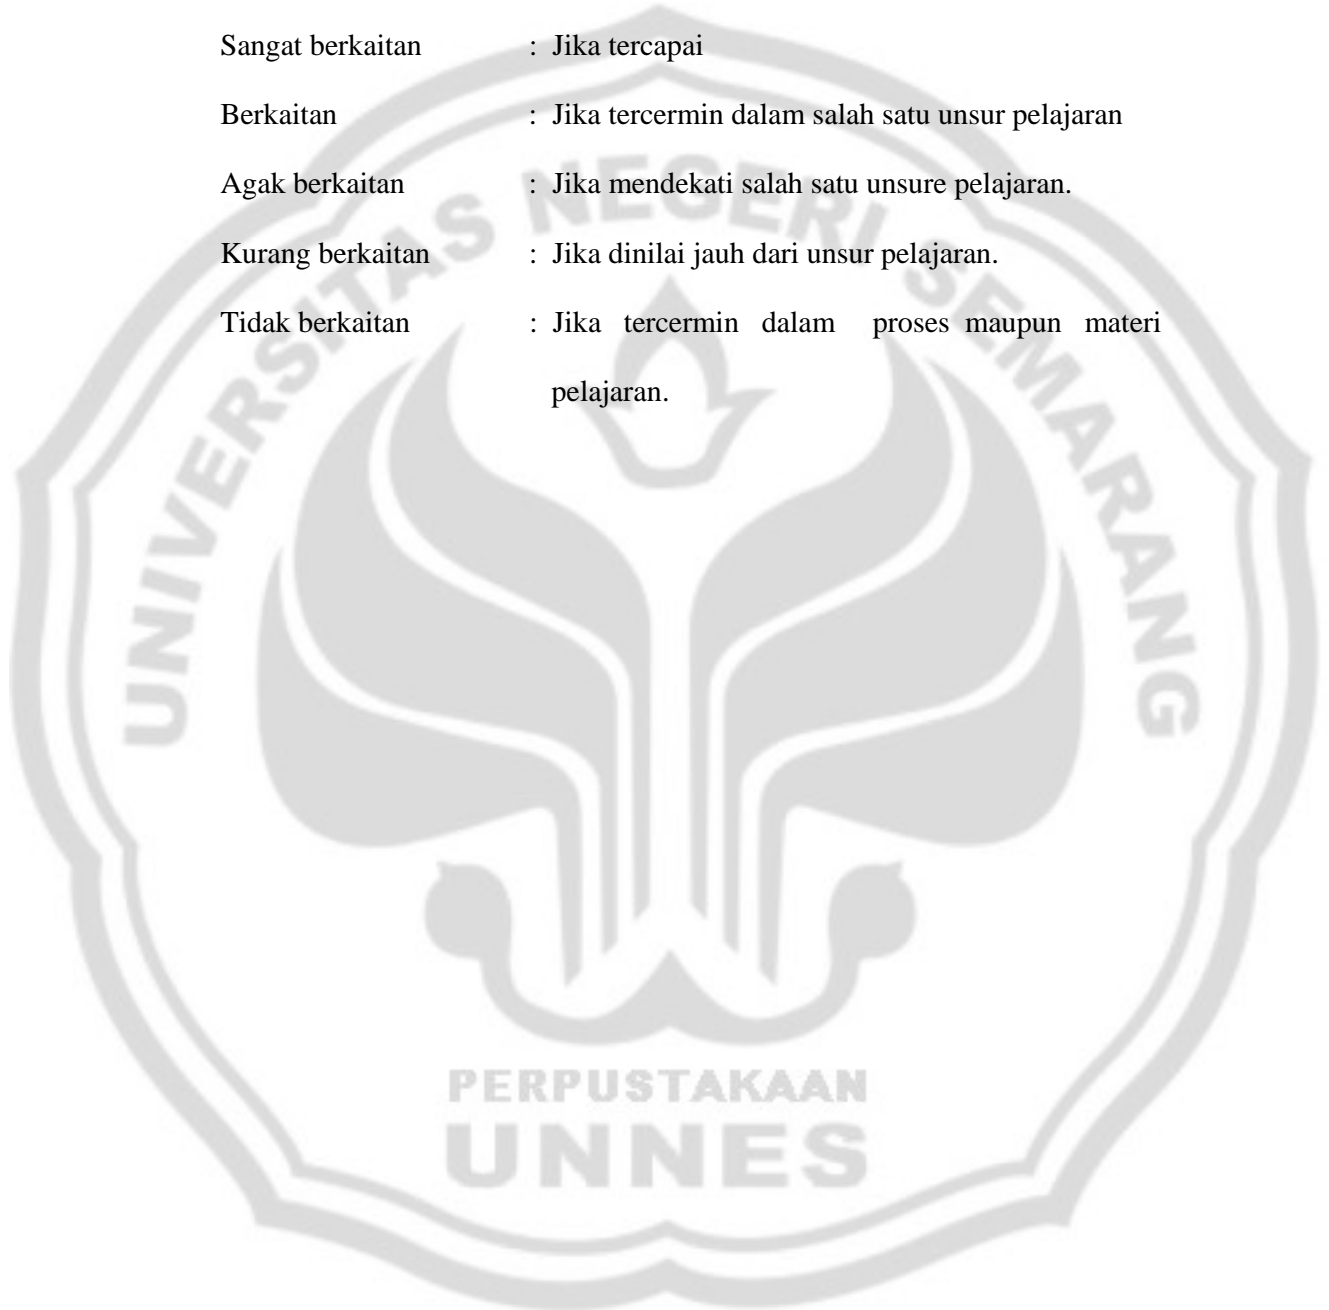 Sangat berkaitan : Jika tercapai
Berkaitan : Jika tercermin dalam salah satu unsur pelajaran
Agak berkaitan : Jika mendekati salah satu unsure pelajaran.
Kurang berkaitan : Jika dinilai jauh dari unsur pelajaran.
Tidak berkaitan : Jika tercermin dalam proses maupun materi
pelajaran.
UNIVERSITAS NEGERI SEMARANG
PERPUSTAKAAN
UNNES